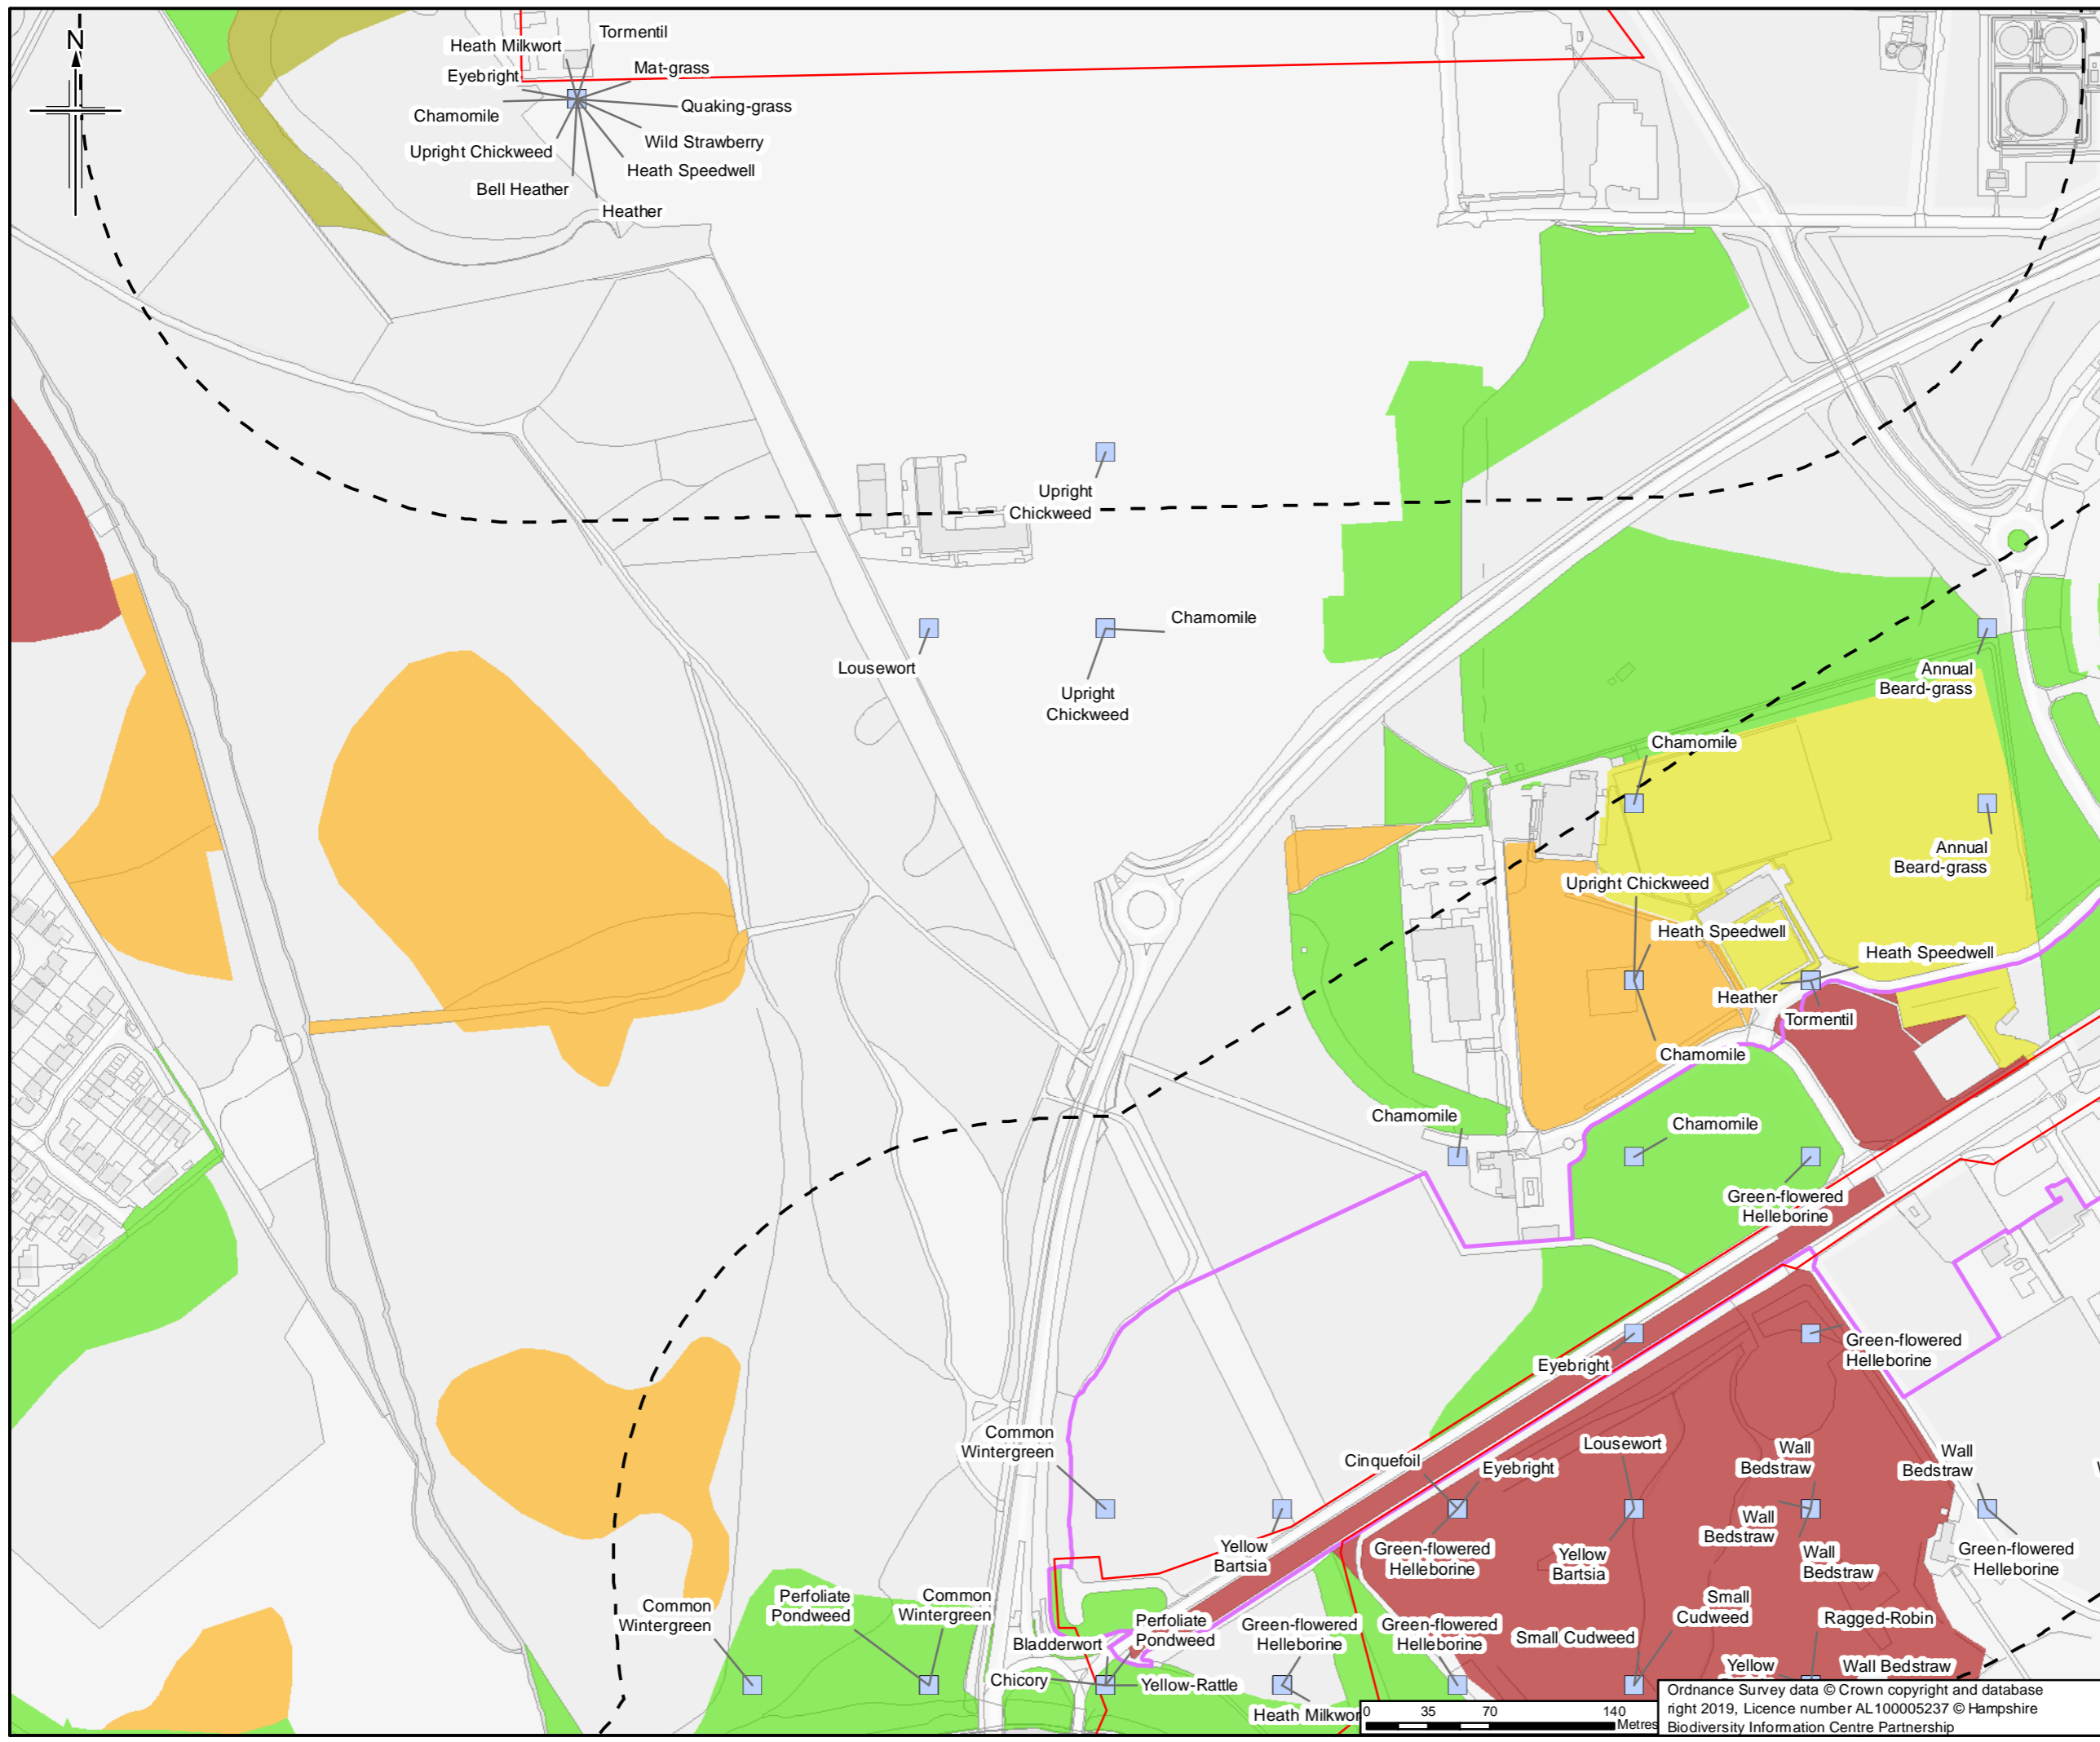 N
Tormentil
Heath Milkwort
Eyebright
Mat-grass
Quaking-grass
Chamomile
Wild Strawberry
Upright Chickweed
Heath Speedwell
Bell Heather
Heather
Upright
Chickweed
Chamomile
Lousewort
Upright
Chickweed
Annual
Beard-grass
Chamomile
Annual
Beard-grass
Upright Chickweed
Heath Speedwell
Heath Speedwell
Heather
Tormentil
Chamomile
Chamomile
Chamomile
Green-flowered
Helleborine
Eyebright
Green-flowered
Helleborine
Common
Wintergreen
Cinquefoil
Eyebright
Lousewort
Wall
Bedstraw
Wall
Bedstraw
Wall
Bedstraw
Yellow
Bartsia
Green-flowered
Helleborine
Yellow
Bartsia
Wall
Bedstraw
Green-flowered
Helleborine
Common
Wintergreen
Perfoliate
Pondweed
Common
Wintergreen
Bladderwort
Perfoliate
Pondweed
Chicory
Yellow-Rattle
Green-flowered
Helleborine
Heath Milkwor
Green-flowered
Helleborine
Small Cudweed
Small
Cudweed
Ragged-Robin
Yellow
Wall Bedstraw
0 35 70 140
Metres
Ordnance Survey data © Crown copyright and database
right 2019, Licence number AL100005237 © Hampshire
Biodiversity Information Centre Partnership